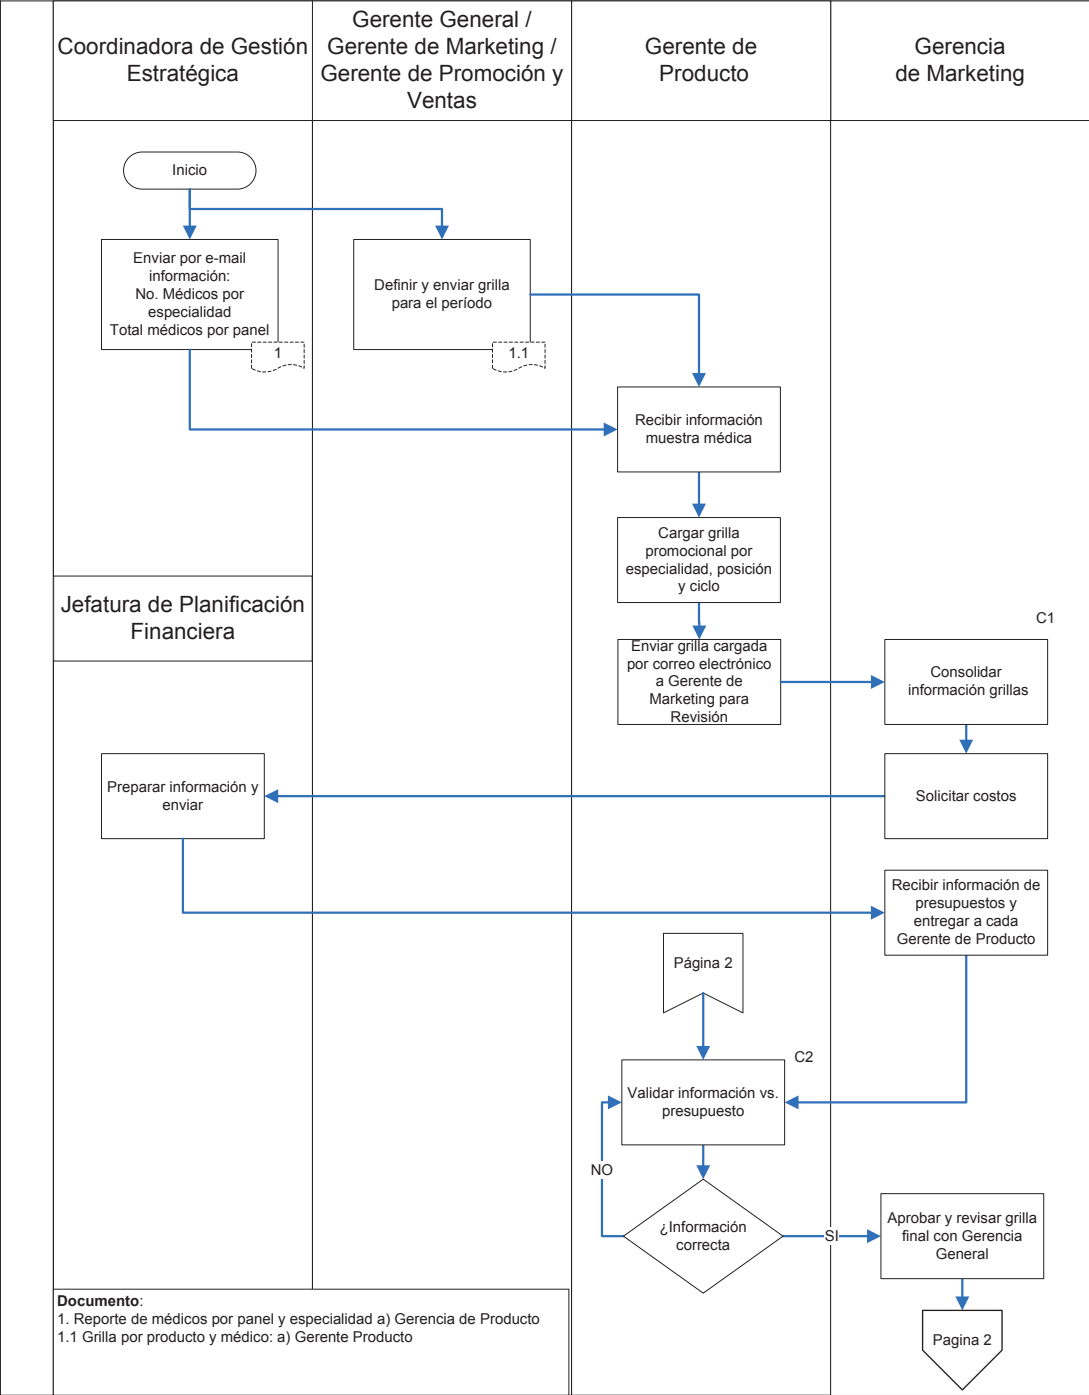 Coordinadora de Gestión
Estratégica
Gerente General /
Gerente de Marketing /
Gerente de Promoción y
Ventas
Gerente de
Producto
Gerencia
de Marketing
Inicio
Enviar por e-mail
información:
No. Médicos por
especialidad
Total médicos por panel
1
Definir y enviar grilla
para el período
1.1
Recibir información
muestra médica
Cargar grilla
promocional por
especialidad, posición
y ciclo
Jefatura de Planificación
Financiera
Enviar grilla cargada
por correo electrónico
a Gerente de
Marketing para
Revisión
C1
Consolidar
información grillas
Preparar información y
enviar
Solicitar costos
Recibir información de
presupuestos y
entregar a cada
Gerente de Producto
Página 2
C2
Validar información vs.
presupuesto
NO
¿Información
correcta
SI
Aprobar y revisar grilla
final con Gerencia
General
Pagina 2
Documento:
1. Reporte de médicos por panel y especialidad a) Gerencia de Producto
1.1 Grilla por producto y médico: a) Gerente Producto